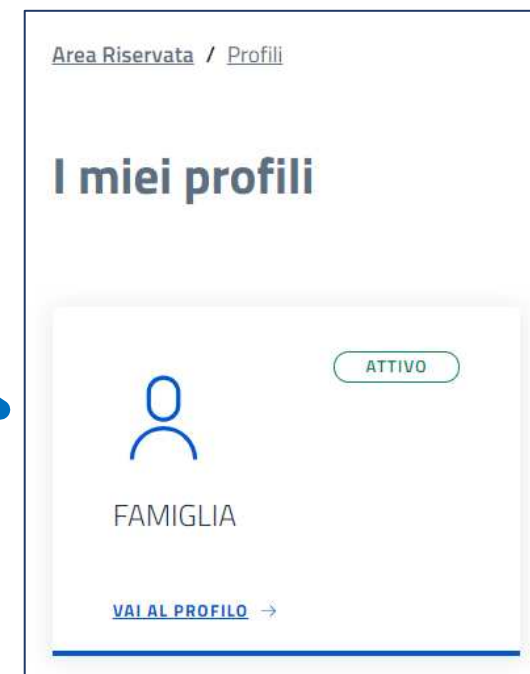 Area Riservata / Profili
I miei profili
ATTIVO
FAMIGLIA
VAI AL PROFILO →